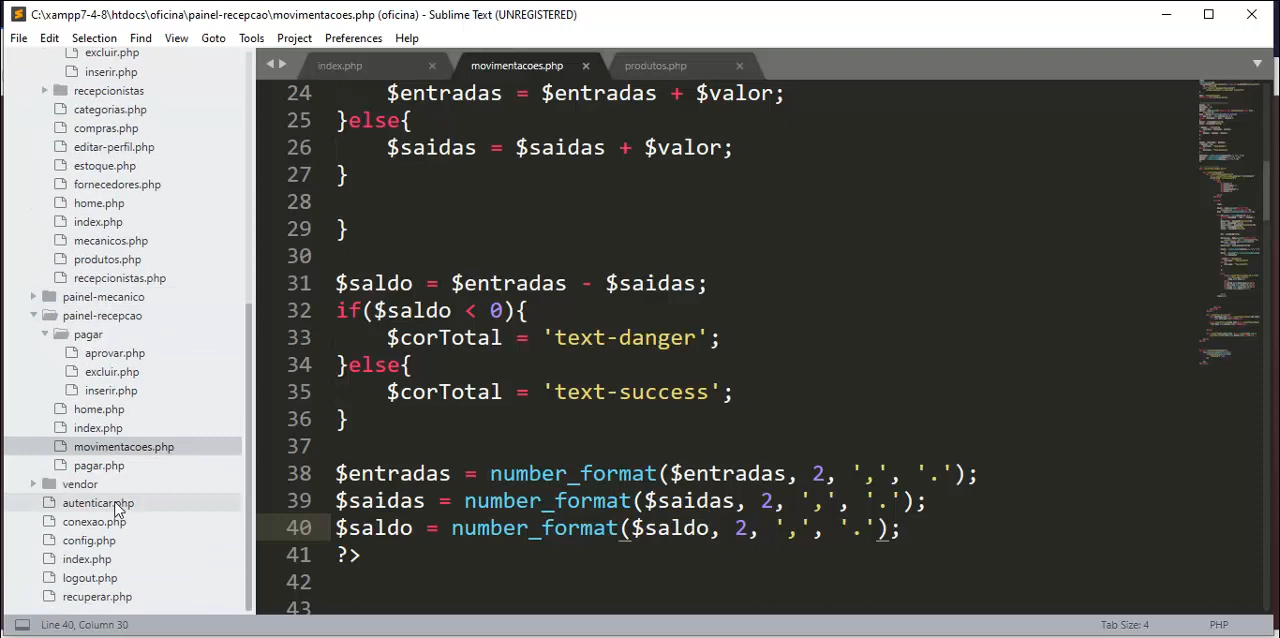 C:\xampp7-4-8\htdocs\oficina\painel-recepcao\movimentacoes.php (oficina) - Sublime Text (UNREGISTERED)
File Edit Selection Find View Goto Tools Project Preferences Help
excluir.php
inserir.php
recepcionistas
categorias.php
compras.php
editar-perfil.php
estoque.php
fornecedores.php
home.php
index.php
mecanicos.php
produtos.php
recepcionistas.php
painel-mecanico
painel-recepcao
pagar
aprovar.php
excluir.php
inserir.php
home.php
index.php
movimentacoes.php
pagar.php
vendor
autenticar.php
conexao.php
config.php
index.php
logout.php
recuperar.php
index.php movimentacoes.php produtos.php
24 $entradas = $entradas + $valor;
25 }else{
26 $saidas = $saidas + $valor;
27 }
28
29 }
30
31 $saldo = $entradas - $saidas;
32 if($saldo < 0){
33 $corTotal = 'text-danger';
34 }else{
35 $corTotal = 'text-success';
36 }
37
38 $entradas = number_format($entradas, 2, ',', '.');
39 $saidas = number_format($saidas, 2, ',', '.');
40 $saldo = number_format($saldo, 2, ',', '.');
41 ?>
42
43
Line 40, Column 30 Tab Size: 4 PHP